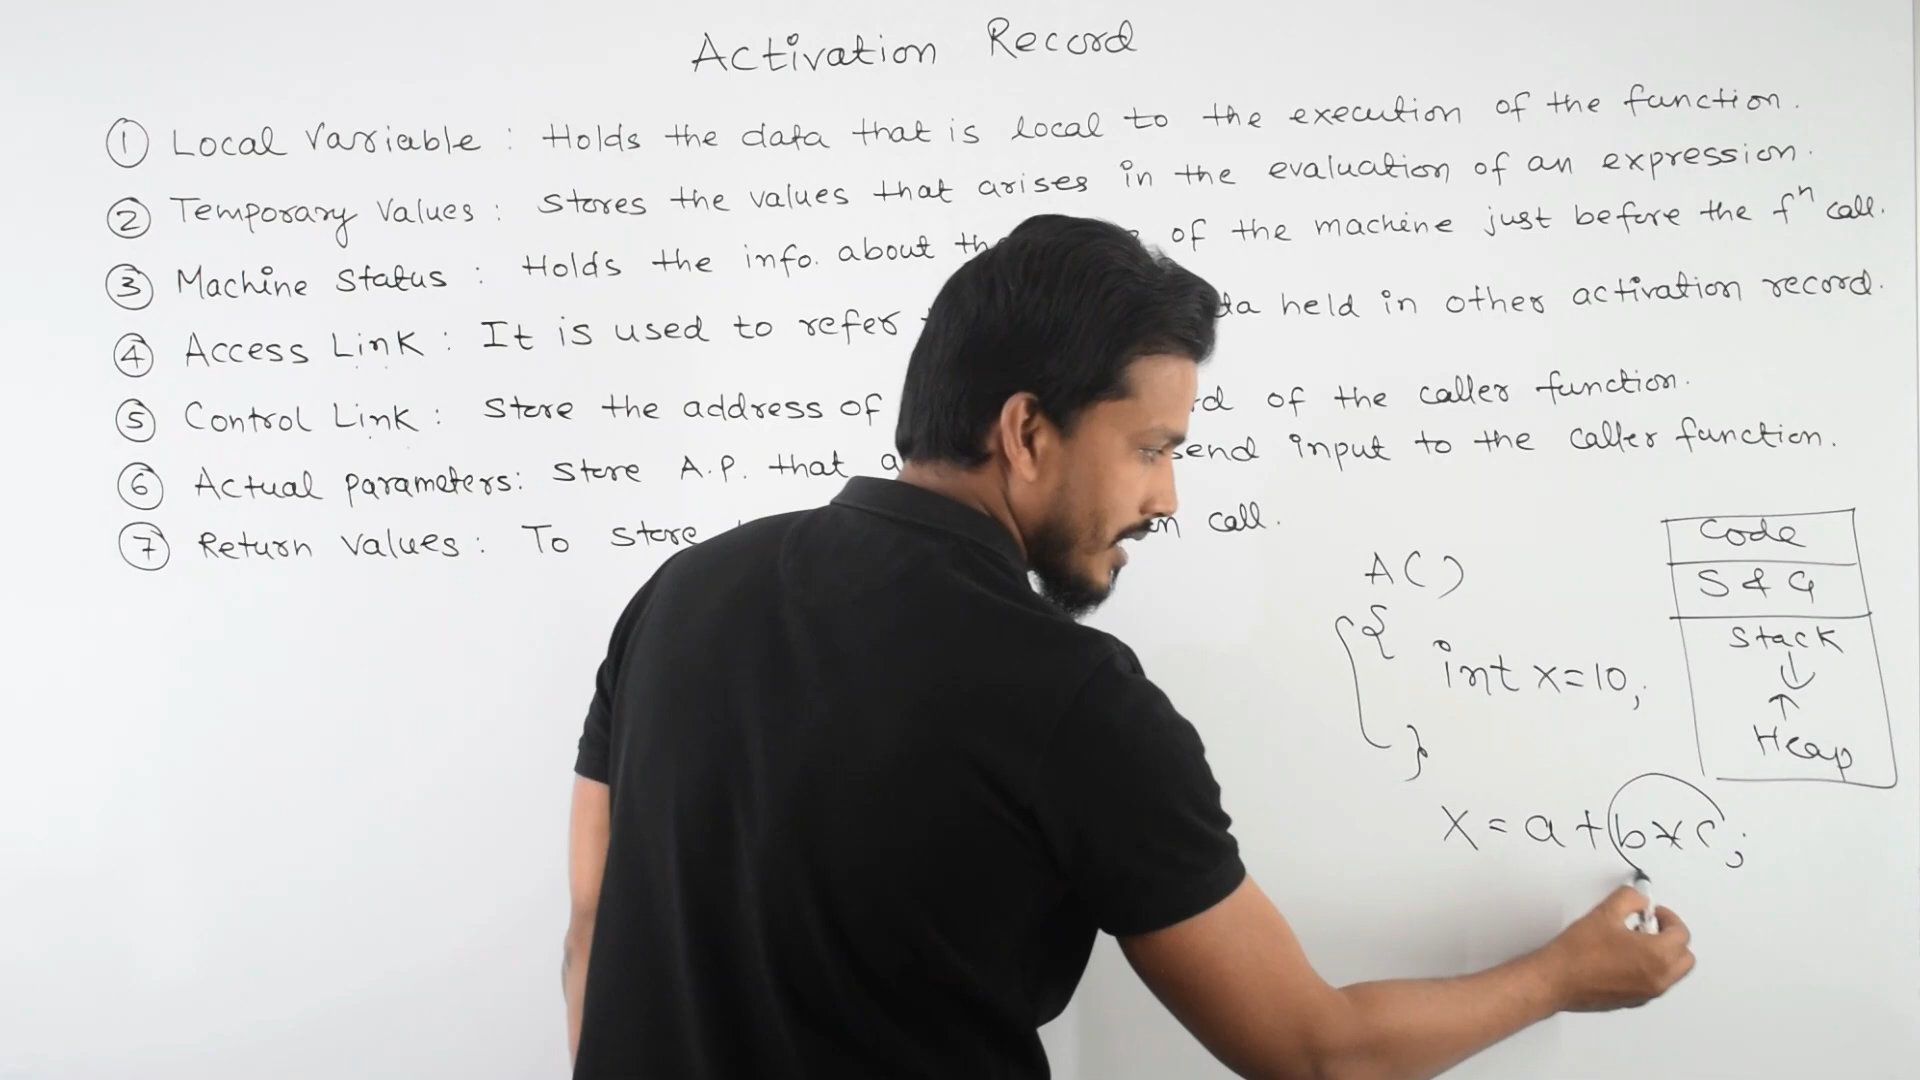 Activation Record
① Local Variable : Holds the data that is local to the execution of the function.
② Temporary Values : Stores the values that arises in the evaluation of an expression.
③ Machine Status : Holds the info. about of the machine just before the fⁿ call.
④ Access Link : It is used to refer held in other activation record.
⑤ Control Link : Store the address of of the caller function.
⑥ Actual parameters: Store A.P. that send input to the caller function.
⑦ Return Values : To store call.
A()
{
int x=10;
}
x = a + b * c;
Code
S & G
Stack
↓
↑
Heap